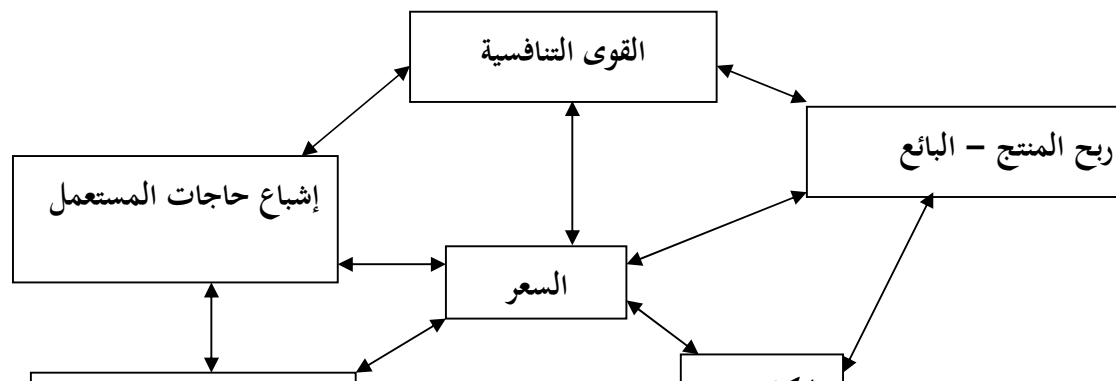 القوى التنافسية
ربح المنتج – البائع
إشباع حاجات المستعمل
السعر